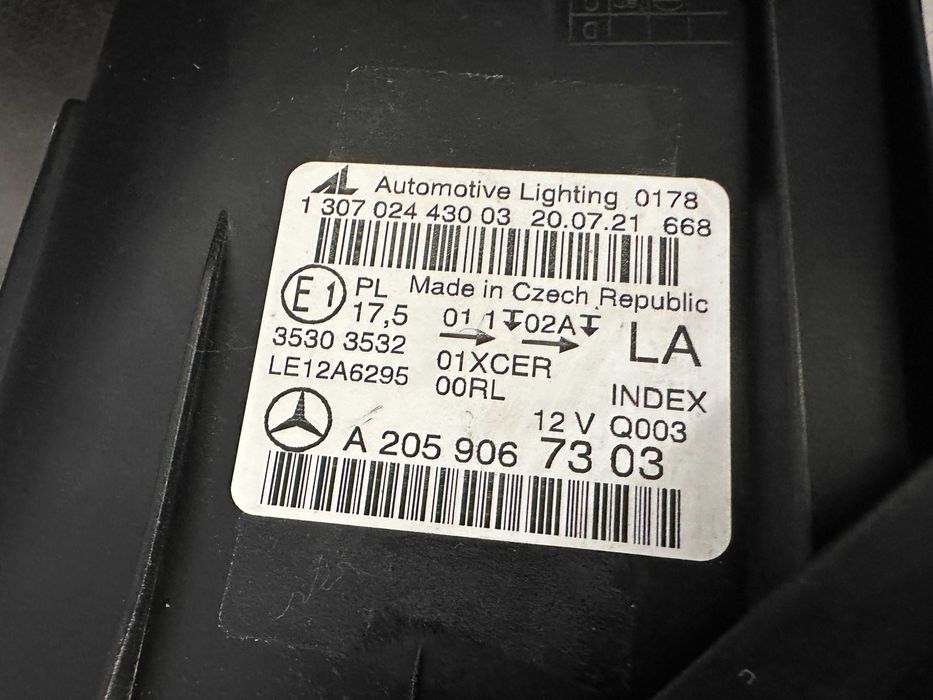 AL Automotive Lighting 0178
1 307 024 430 03 20.07.21 668
E1 PL Made in Czech Republic
17,5 01 1 02A LA
3530 3532 01XCER
LE12A6295 00RL INDEX
12 V Q003
A 205 906 73 03